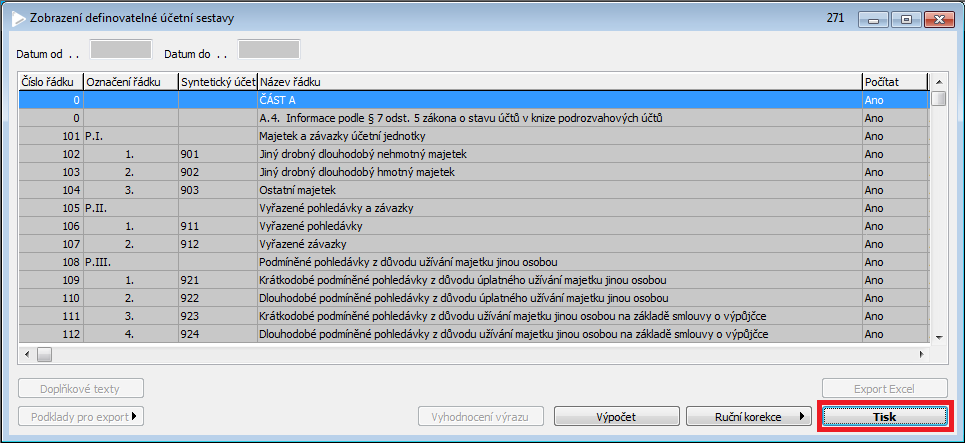 Zobrazení definovatelné účetní sestavy 271
Datum od . . Datum do . .
Číslo řádku Označení řádku Syntetický účet Název řádku Počítat
0 ČÁST A Ano
0 A.4. Informace podle § 7 odst. 5 zákona o stavu účtů v knize podrozvahových účtů Ano
101 P.I. Majetek a závazky účetní jednotky Ano
102 1. 901 Jiný drobný dlouhodobý nehmotný majetek Ano
103 2. 902 Jiný drobný dlouhodobý hmotný majetek Ano
104 3. 903 Ostatní majetek Ano
105 P.II. Vyřazené pohledávky a závazky Ano
106 1. 911 Vyřazené pohledávky Ano
107 2. 912 Vyřazené závazky Ano
108 P.III. Podmíněné pohledávky z důvodu užívání majetku jinou osobou Ano
109 1. 921 Krátkodobé podmíněné pohledávky z důvodu úplatného užívání majetku jinou osobou Ano
110 2. 922 Dlouhodobé podmíněné pohledávky z důvodu úplatného užívání majetku jinou osobou Ano
111 3. 923 Krátkodobé podmíněné pohledávky z důvodu užívání majetku jinou osobou na základě smlouvy o výpůjčce Ano
112 4. 924 Dlouhodobé podmíněné pohledávky z důvodu užívání majetku jinou osobou na základě smlouvy o výpůjčce Ano
Doplňkové texty Export Excel
Podklady pro export Vyhodnocení výrazu Výpočet Ruční korekce Tisk